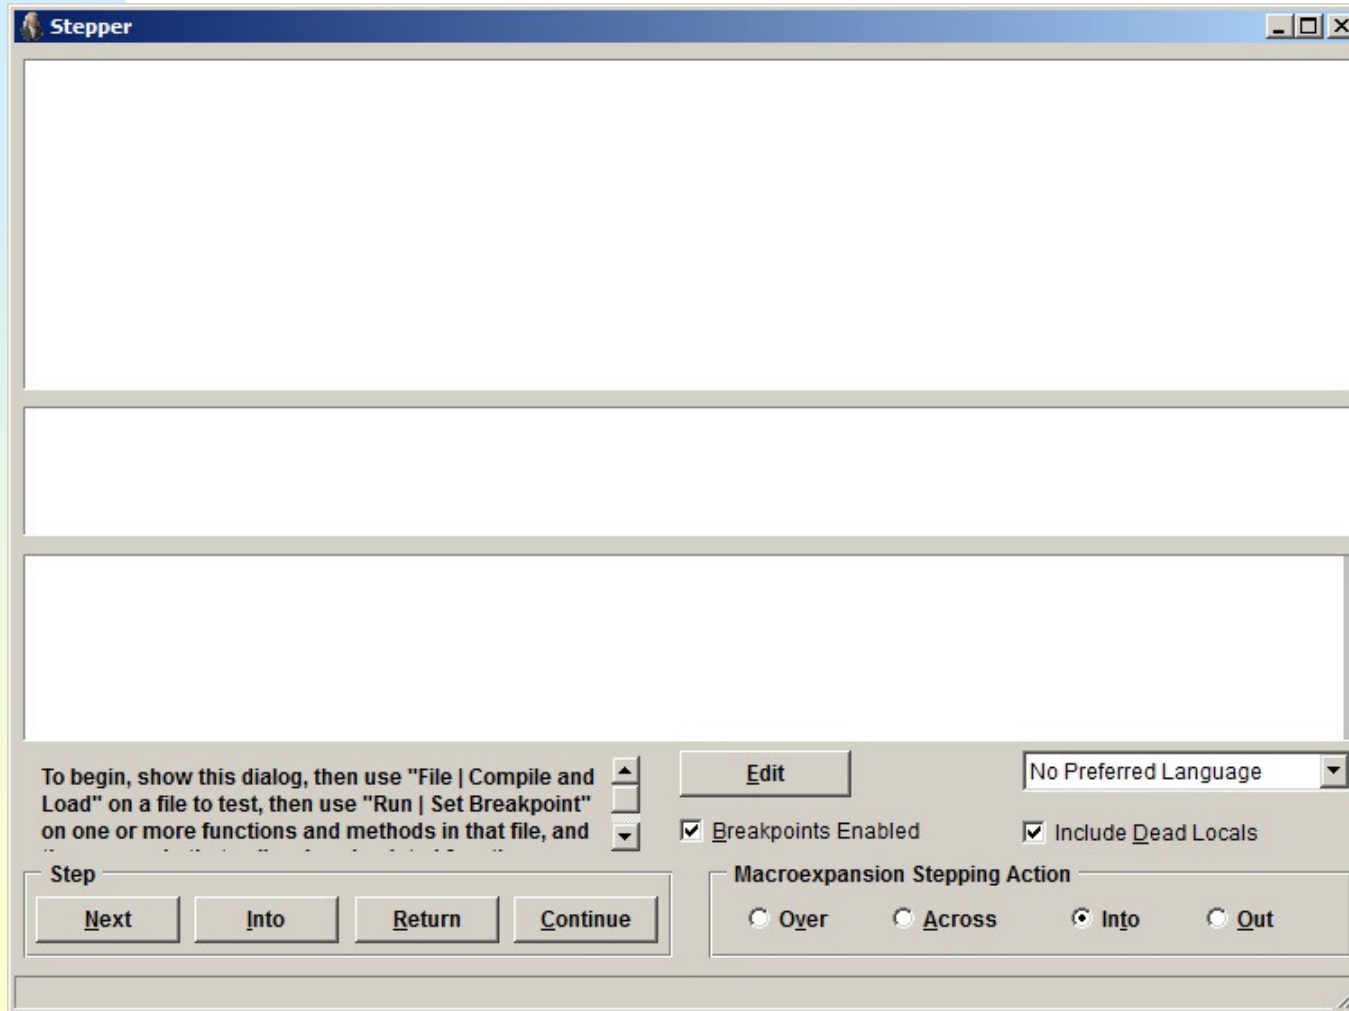 Stepper
To begin, show this dialog, then use "File | Compile and
Load" on a file to test, then use "Run | Set Breakpoint"
on one or more functions and methods in that file, and
Edit
No Preferred Language
Breakpoints Enabled
Include Dead Locals
Step
Next Into Return Continue
Macroexpansion Stepping Action
Over Across Into Out